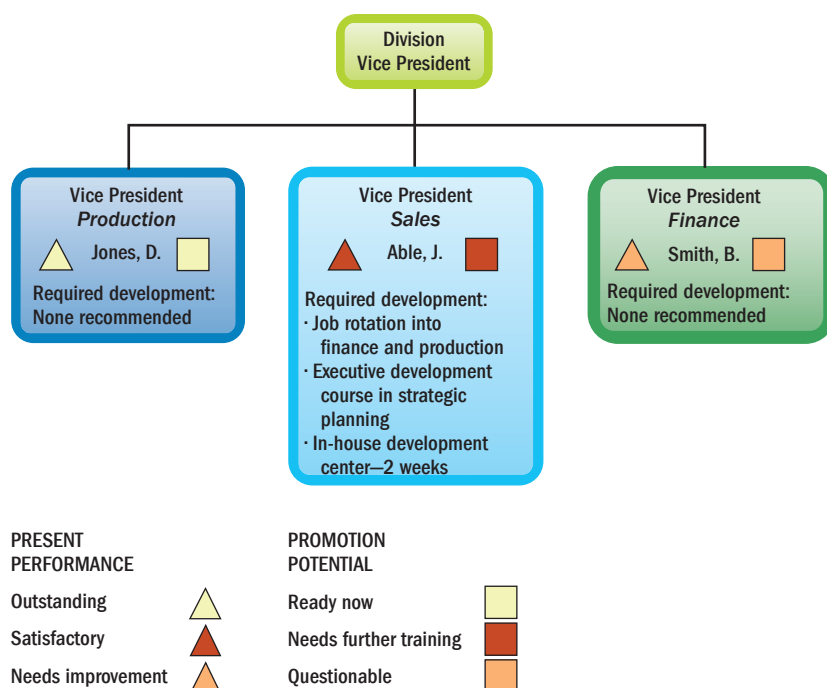 Division
Vice President
Vice President
Production
Jones, D.
Required development:
None recommended
Vice President
Sales
Able, J.
Required development:
· Job rotation into
finance and production
· Executive development
course in strategic
planning
· In-house development
center—2 weeks
Vice President
Finance
Smith, B.
Required development:
None recommended
PRESENT
PERFORMANCE
Outstanding
Satisfactory
Needs improvement
PROMOTION
POTENTIAL
Ready now
Needs further training
Questionable